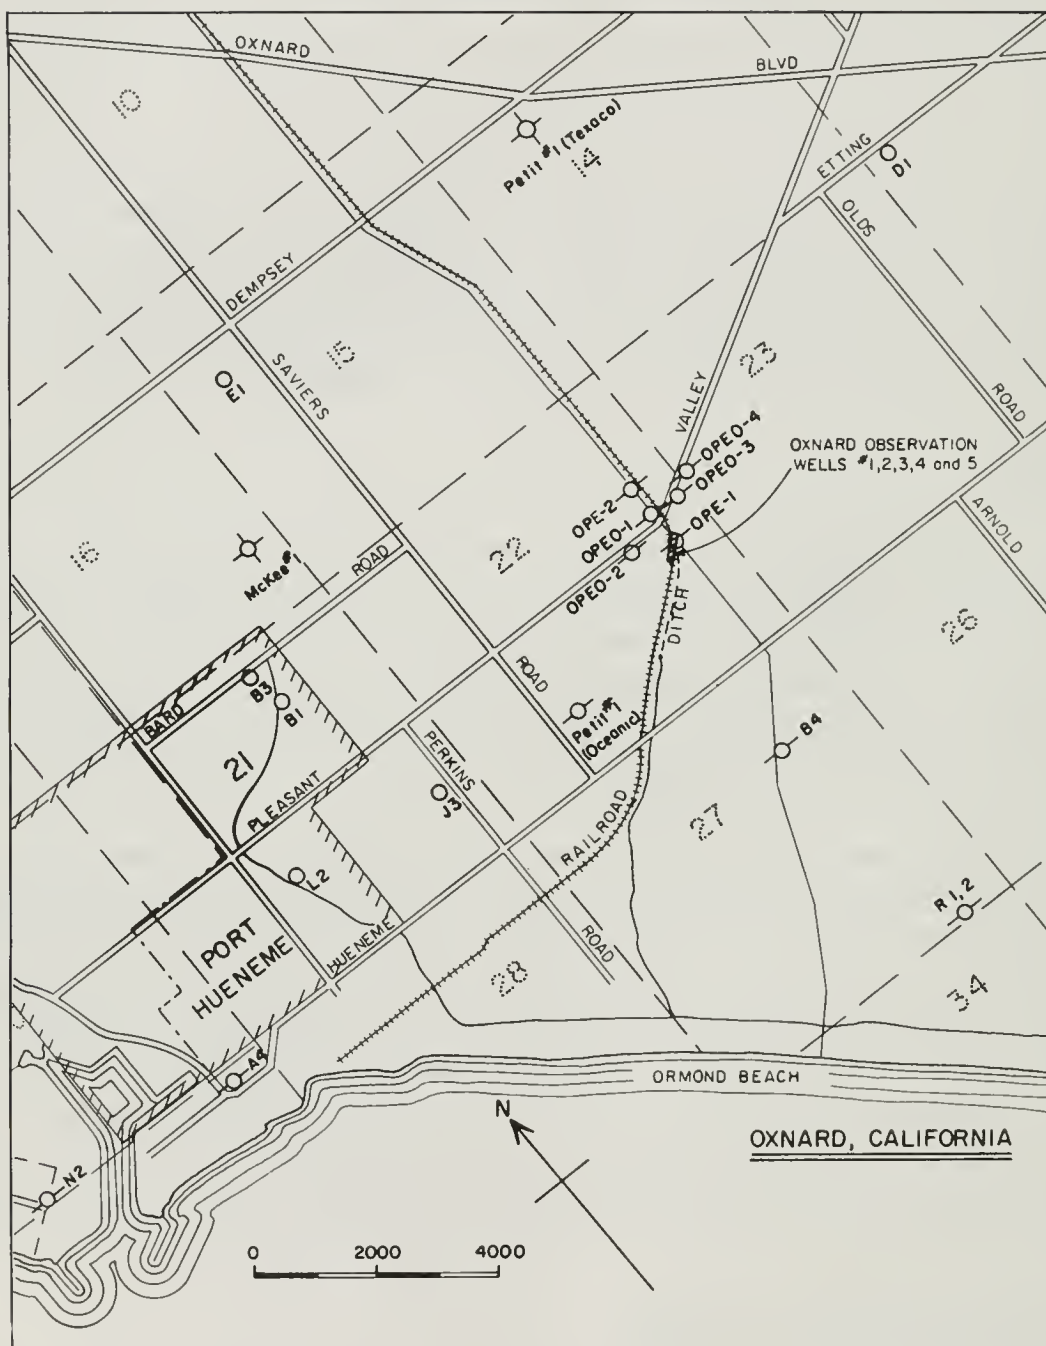 OXNARD
BLVD
10
Petit #1 (Texaco)
14
ETTING
D1
OLDS
DEMPSEY
15
SAVIERS
E1
23
VALLEY
ROAD
OPEO-4
OPEO-3
OXNARD OBSERVATION
WELLS #1,2,3,4 and 5
OPE-1
OPE-2
OPEO-1
OPEO-2
ARNOLD
16
McKee #1
ROAD
22
DITCH
26
B3
B1
BARD
21
PLEASANT
ROAD
Petit #1
(Oceanic)
B4
PERKINS
J3
27
RAILROAD
L2
R 1,2
PORT
HUENEME
HUENEME
ROAD
28
34
A4
ORMOND BEACH
N
OXNARD, CALIFORNIA
N2
0 2000 4000